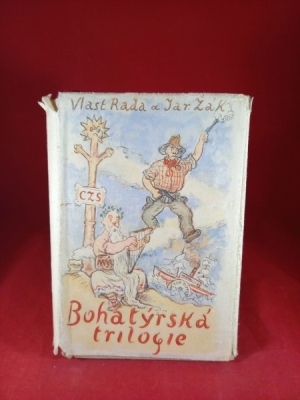 Vlast Rada a Jar Žák
CZS
Bohatýrská
trilogie